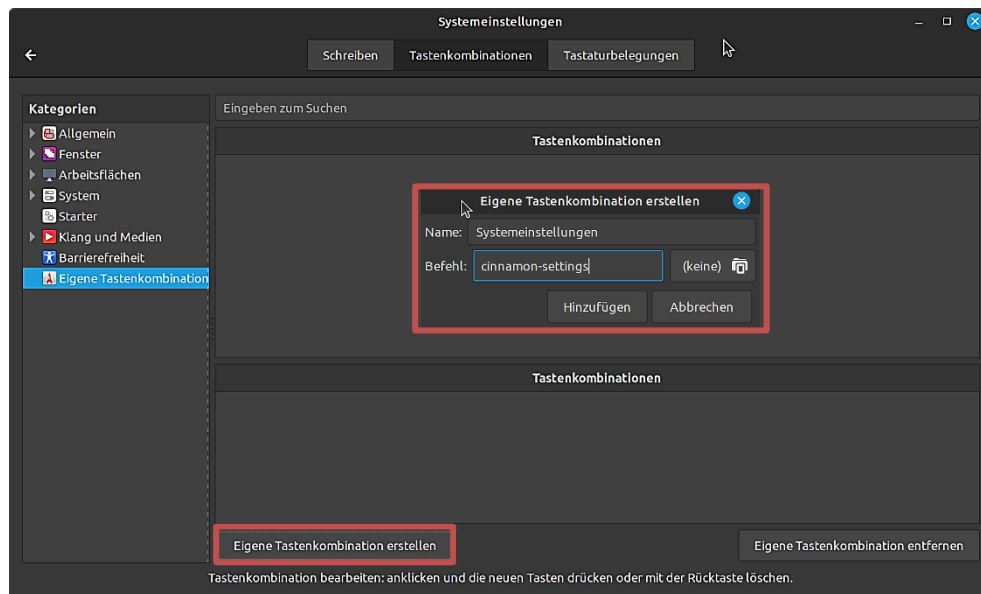 Systemeinstellungen
Schreiben Tastenkombinationen Tastaturbelegungen
Kategorien
Allgemein
Fenster
Arbeitsflächen
System
Starter
Klang und Medien
Barrierefreiheit
Eigene Tastenkombination
Eingeben zum Suchen
Tastenkombinationen
Eigene Tastenkombination erstellen
Name: Systemeinstellungen
Befehl: cinnamon-settings (keine)
Hinzufügen Abbrechen
Tastenkombinationen
Eigene Tastenkombination erstellen Eigene Tastenkombination entfernen
Tastenkombination bearbeiten: anklicken und die neuen Tasten drücken oder mit der Rücktaste löschen.